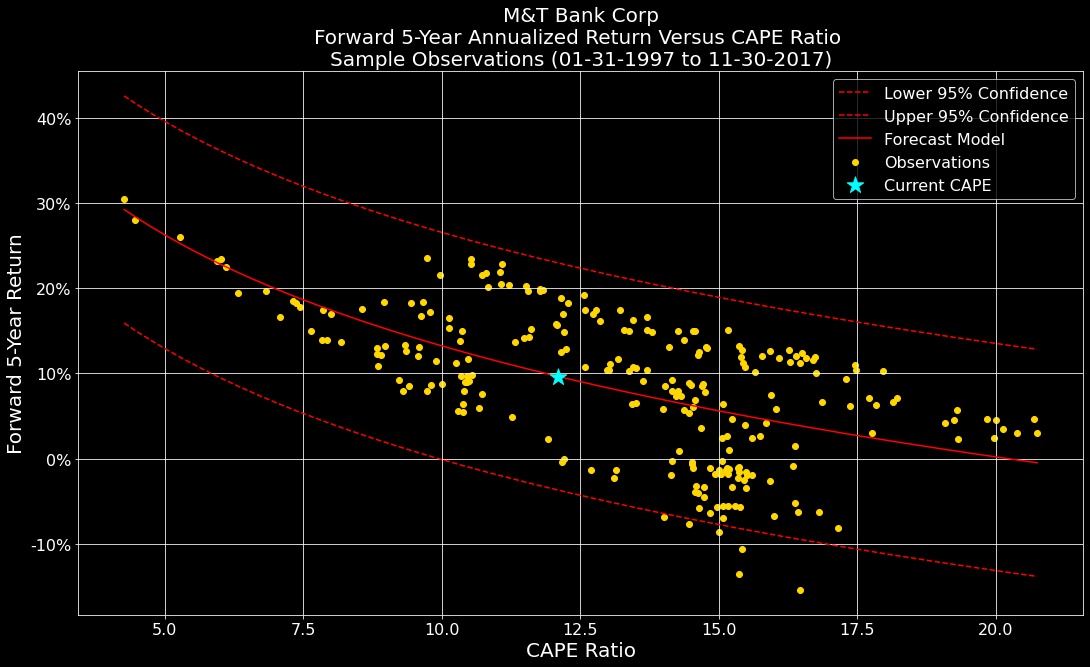 M&T Bank Corp
Forward 5-Year Annualized Return Versus CAPE Ratio
Sample Observations (01-31-1997 to 11-30-2017)
Lower 95% Confidence
Upper 95% Confidence
Forecast Model
Observations
Current CAPE
Forward 5-Year Return
40%
30%
20%
10%
0%
-10%
5.0 7.5 10.0 12.5 15.0 17.5 20.0
CAPE Ratio